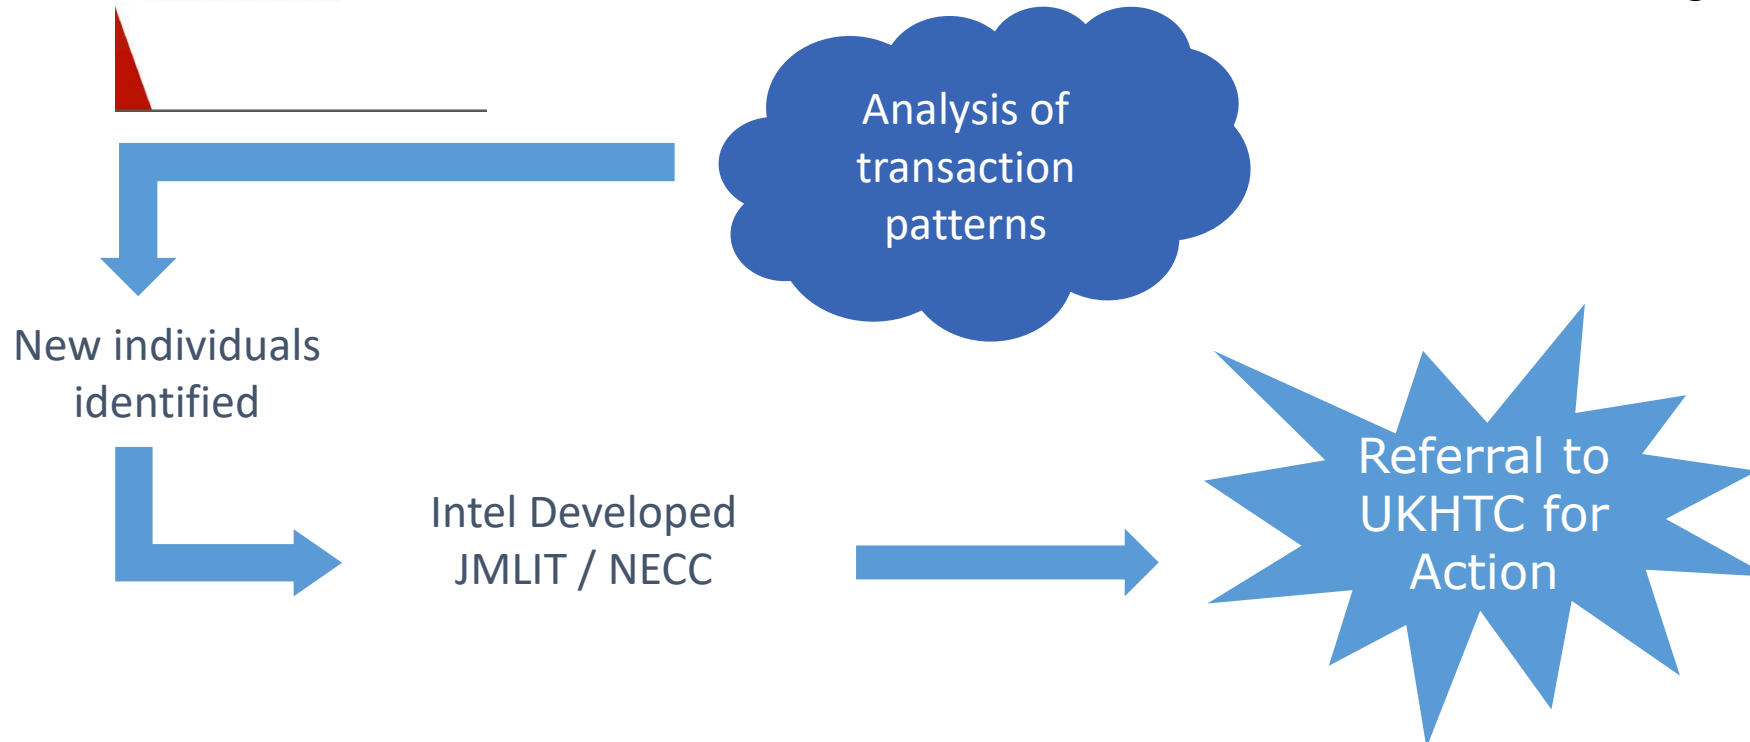 Analysis of
transaction
patterns
New individuals
identified
Intel Developed
JMLIT / NECC
Referral to
UKHTC for
Action